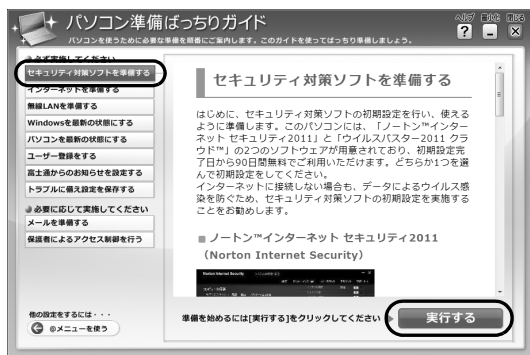 パソコン準備ばっちりガイド
パソコンを使うために必要な準備を順番にご案内します。このガイドを使ってばっちり準備しましょう。
ヘルプ 最小化 閉じる
必ず実施してください
セキュリティ対策ソフトを準備する
インターネットを準備する
無線LANを準備する
Windowsを最新の状態にする
パソコンを最新の状態にする
ユーザー登録をする
富士通からのお知らせを設定する
トラブルに備え設定を保存する
必要に応じて実施してください
メールを準備する
保護者によるアクセス制御を行う
他の設定をするには・・・
@メニューを使う
セキュリティ対策ソフトを準備する
はじめに、セキュリティ対策ソフトの初期設定を行い、使える
ように準備します。このパソコンには、「ノートン™インター
ネット セキュリティ2011」と「ウイルスバスター2011 クラ
ウド™」の2つのソフトウェアが用意されており、初期設定完
了日から90日間無料でご利用いただけます。どちらか1つを選
んで初期設定をしてください。
インターネットに接続しない場合も、データによるウイルス感
染を防ぐため、セキュリティ対策ソフトの初期設定を実施する
ことをお勧めします。
■ ノートン™インターネット セキュリティ2011
（Norton Internet Security）
Norton Internet Security
準備を始めるには[実行する]をクリックしてください
実行する